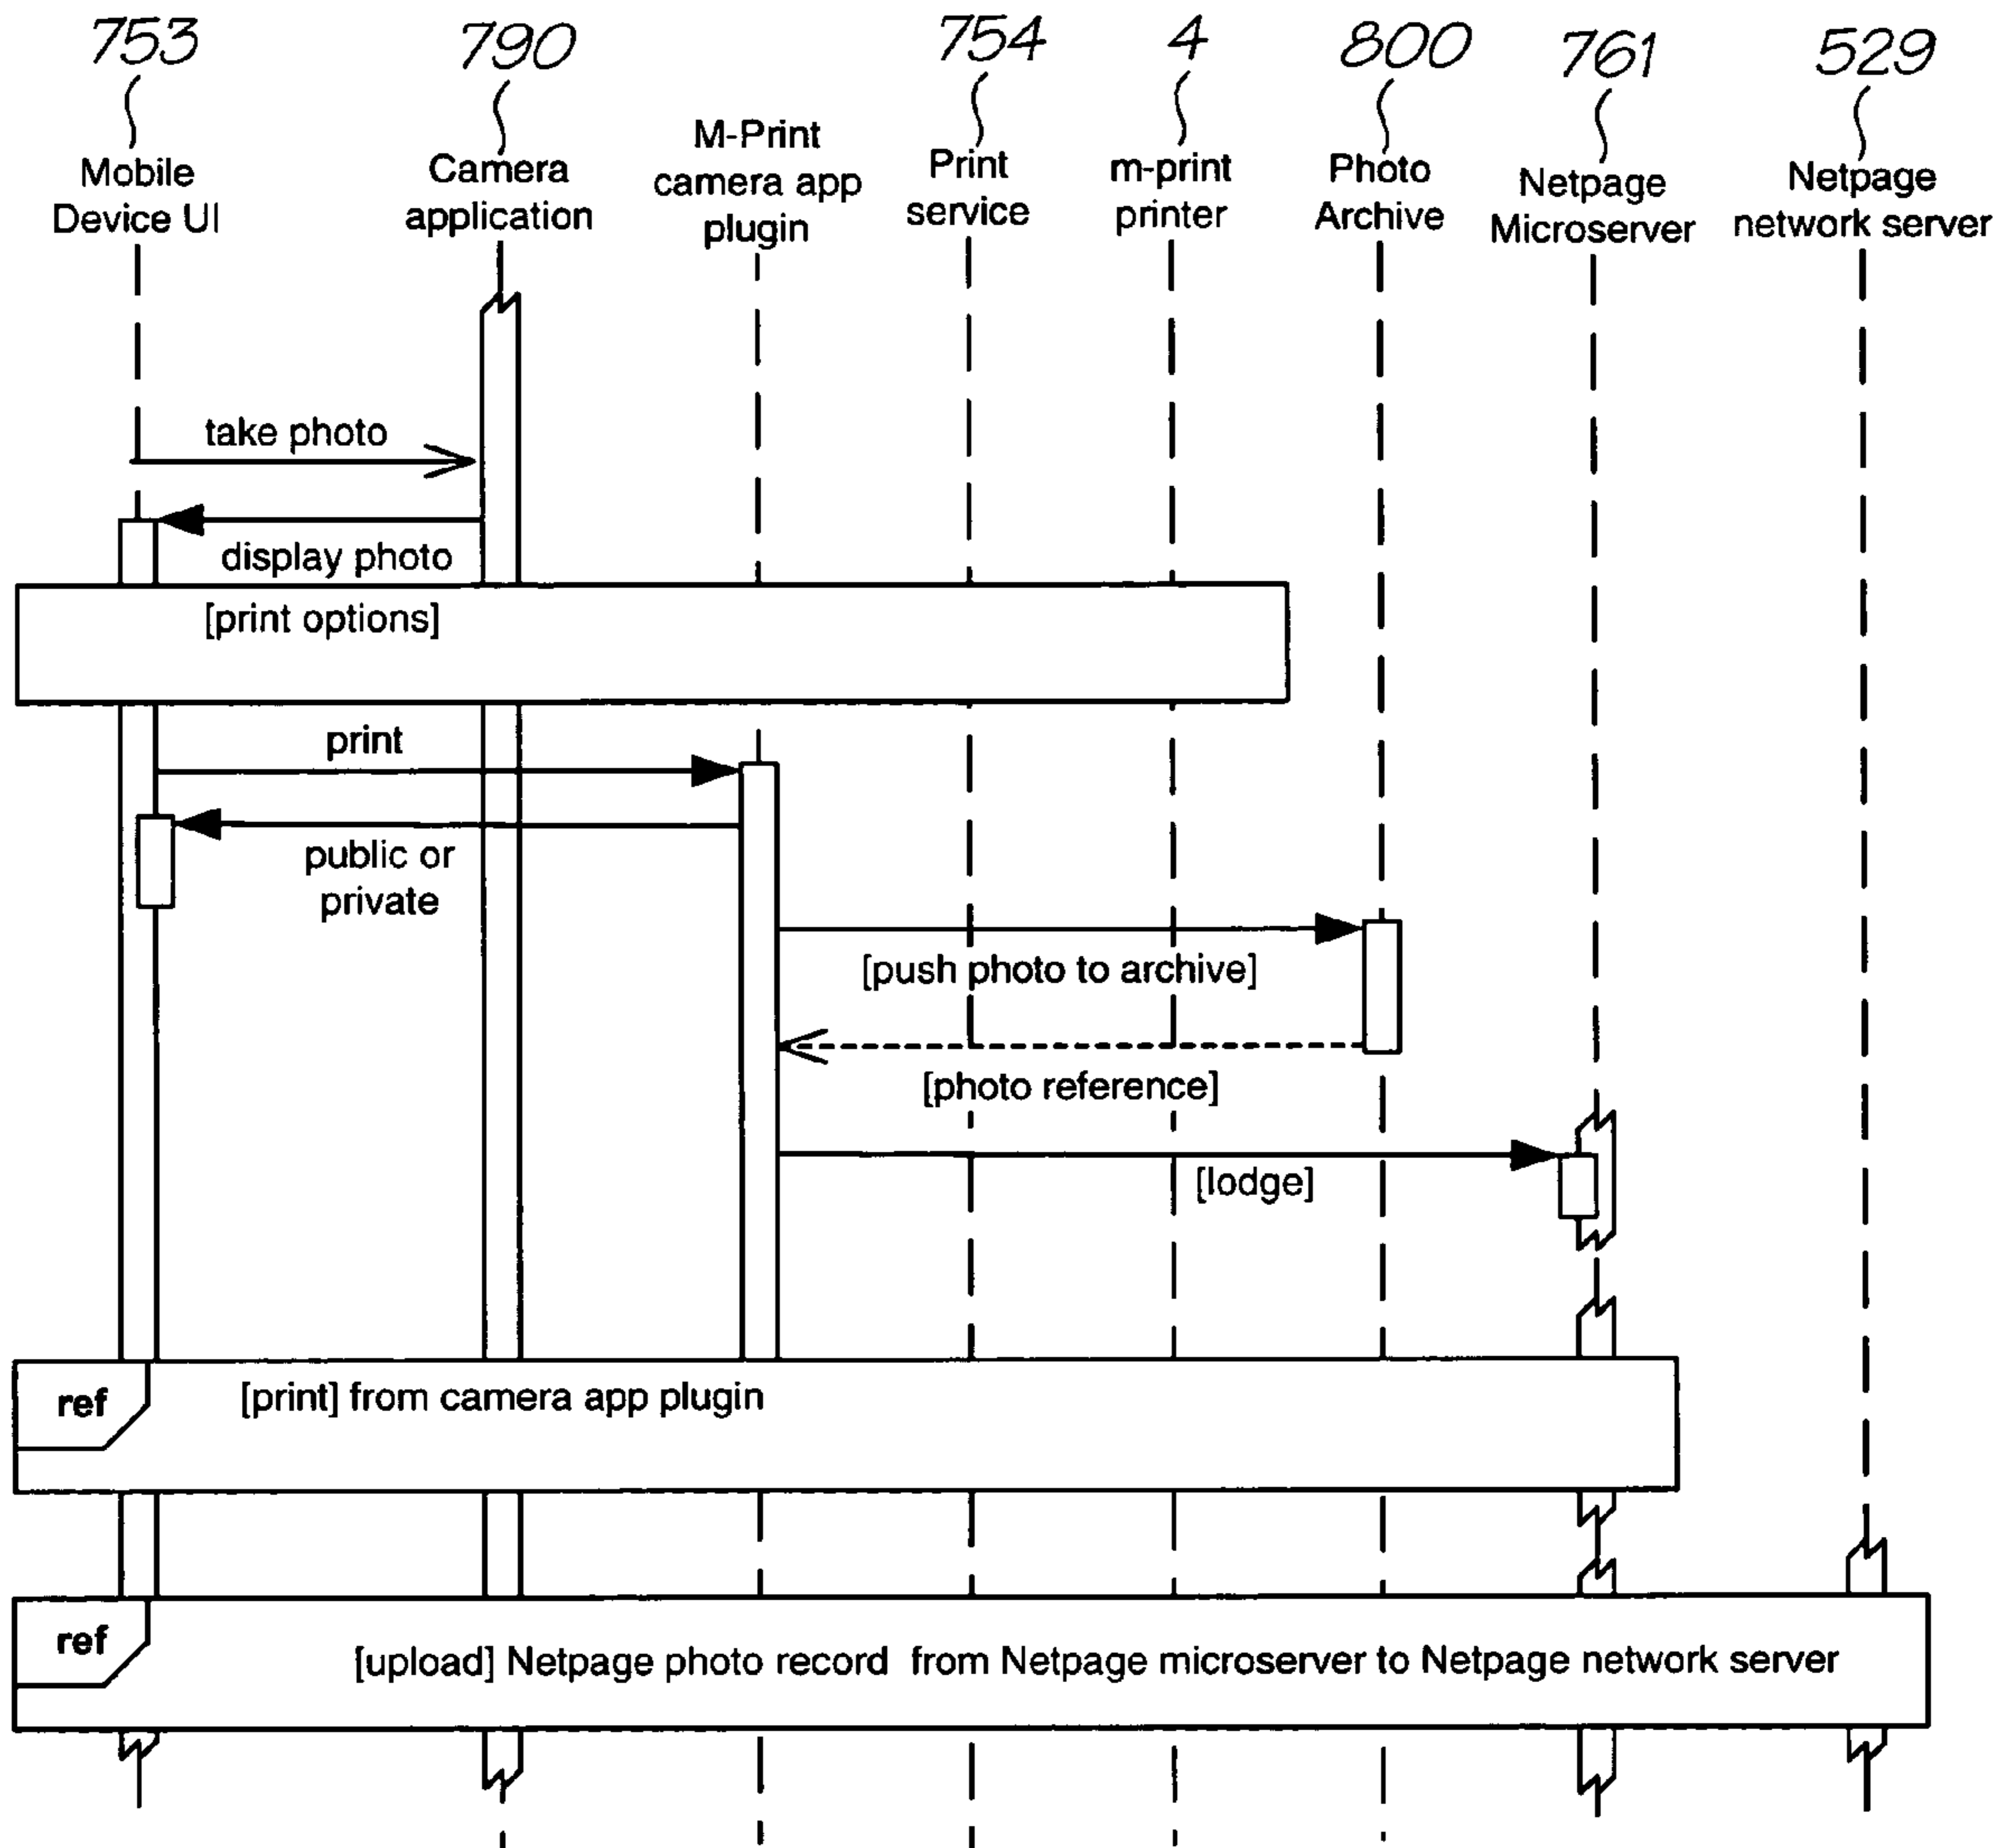 753 790 754 4 800 761 529
Mobile
Device UI
Camera
application
M-Print
camera app
plugin
Print
service
m-print
printer
Photo
Archive
Netpage
Microserver
Netpage
network server
take photo
display photo
[print options]
print
public or
private
[push photo to archive]
[photo reference]
[lodge]
ref
[print] from camera app plugin
ref
[upload] Netpage photo record from Netpage microserver to Netpage network server